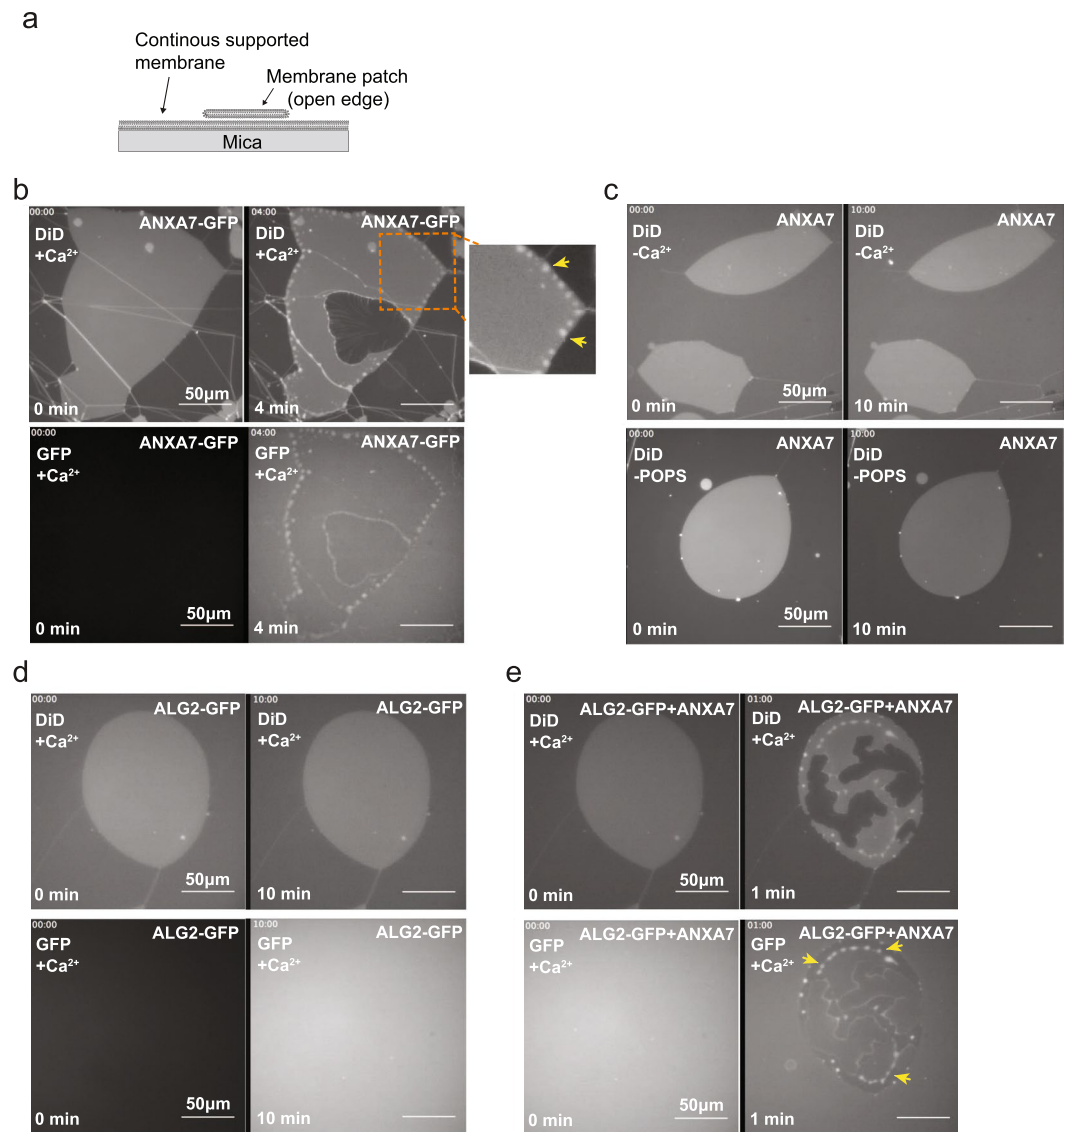 a
Continous supported
membrane
Membrane patch
(open edge)
Mica
b
00:00
ANXA7-GFP
DiD
+Ca²⁺
50µm
0 min
04:00
ANXA7-GFP
DiD
+Ca²⁺
4 min
00:00
ANXA7-GFP
GFP
+Ca²⁺
50µm
0 min
04:00
ANXA7-GFP
GFP
+Ca²⁺
4 min
c
00:00
ANXA7
DiD
-Ca²⁺
50µm
0 min
10:00
ANXA7
DiD
-Ca²⁺
10 min
00:00
ANXA7
DiD
-POPS
50µm
0 min
10:00
ANXA7
DiD
-POPS
10 min
d
00:00
ALG2-GFP
DiD
+Ca²⁺
50µm
0 min
10:00
ALG2-GFP
DiD
+Ca²⁺
10 min
00:00
ALG2-GFP
GFP
+Ca²⁺
50µm
0 min
10:00
ALG2-GFP
GFP
+Ca²⁺
10 min
e
00:00
ALG2-GFP+ANXA7
DiD
+Ca²⁺
50µm
0 min
01:00
ALG2-GFP+ANXA7
DiD
+Ca²⁺
1 min
00:00
ALG2-GFP+ANXA7
GFP
+Ca²⁺
50µm
0 min
01:00
ALG2-GFP+ANXA7
GFP
+Ca²⁺
1 min